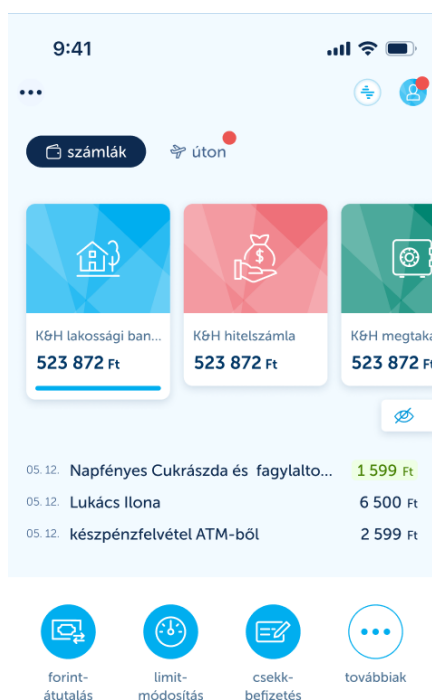 9:41
számlák úton
K&H lakossági ban... K&H hitelszámla K&H megtaka
523 872 Ft 523 872 Ft 523 872 Ft
05. 12. Napfényes Cukrászda és fagylalto... 1 599 Ft
05. 12. Lukács Ilona 6 500 Ft
05. 12. készpénzfelvétel ATM-ből 2 599 Ft
forint- limit- csekk- továbbiak
átutalás módosítás befizetés